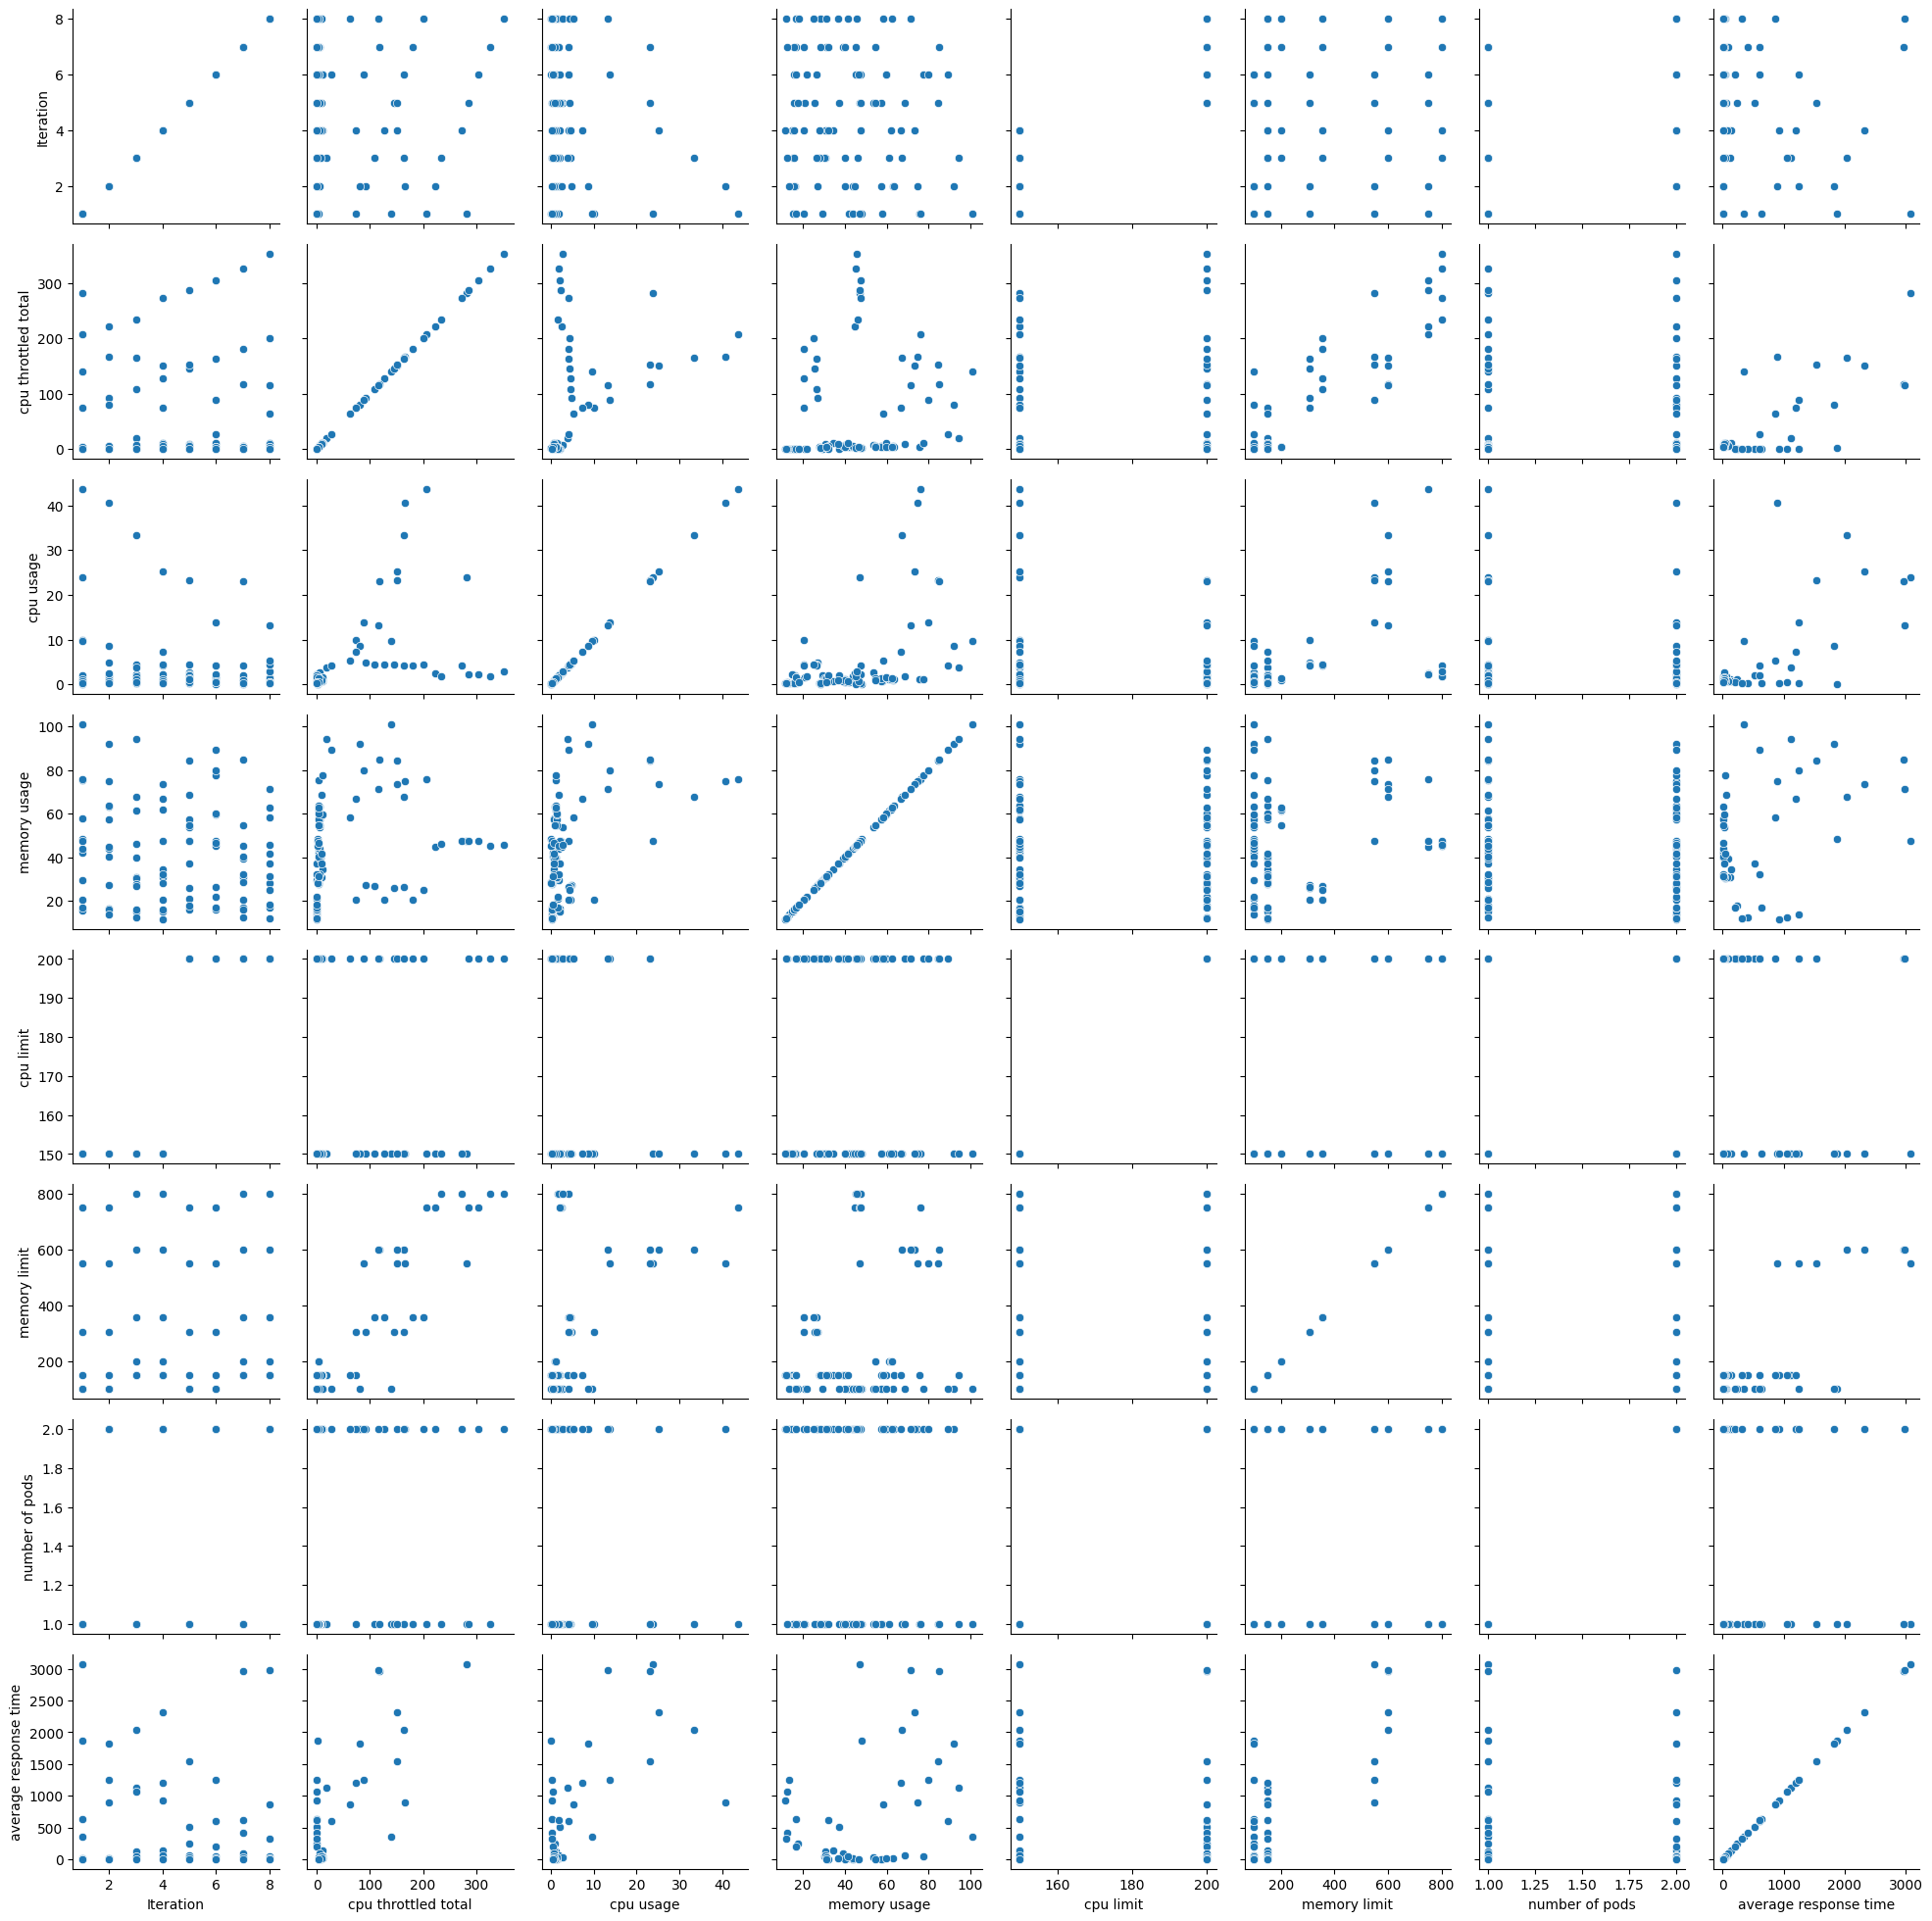 8
6
4
2
Iteration
300
200
100
0
cpu throttled total
40
30
20
10
0
cpu usage
100
80
60
40
20
memory usage
200
190
180
170
160
150
cpu limit
800
600
400
200
memory limit
2.0
1.8
1.6
1.4
1.2
1.0
number of pods
3000
2500
2000
1500
1000
500
0
average response time
2 4 6 8
0 100 200 300
0 10 20 30 40
20 40 60 80 100
160 180 200
200 400 600 800
1.00 1.25 1.50 1.75 2.00
0 1000 2000 3000
Iteration
cpu throttled total
cpu usage
memory usage
cpu limit
memory limit
number of pods
average response time